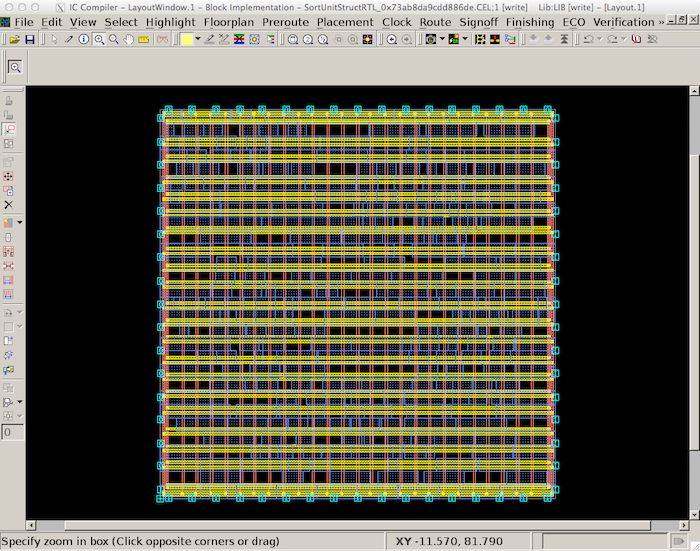 IC Compiler – LayoutWindow.1 – Block Implementation – SortUnitStructRTL_0x73ab8da9cdd886de.CEL;1 [write] Lib:LIB [write] – [Layout.1]
File Edit View Select Highlight Floorplan Preroute Placement Clock Route Signoff Finishing ECO Verification »
0
Specify zoom in box (Click opposite corners or drag)
XY -11.570, 81.790